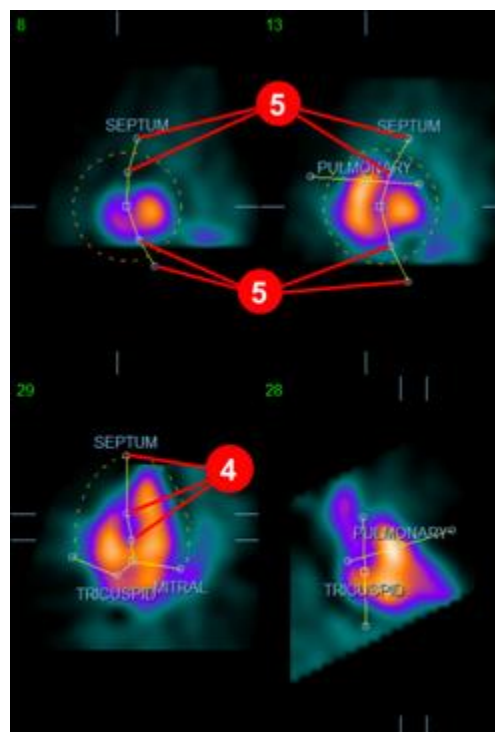 8
13
5
SEPTUM
SEPTUM
PULMONARY
5
29
28
SEPTUM
4
PULMONARY
TRICUSPID
MITRAL
TRICUSPID